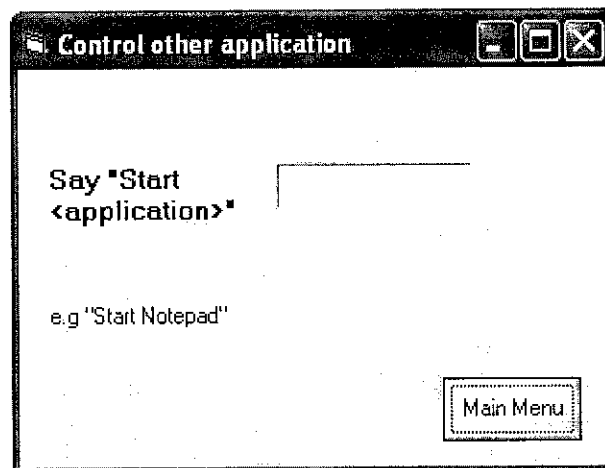 Control other application
Say "Start
<application>"
e.g "Start Notepad"
Main Menu